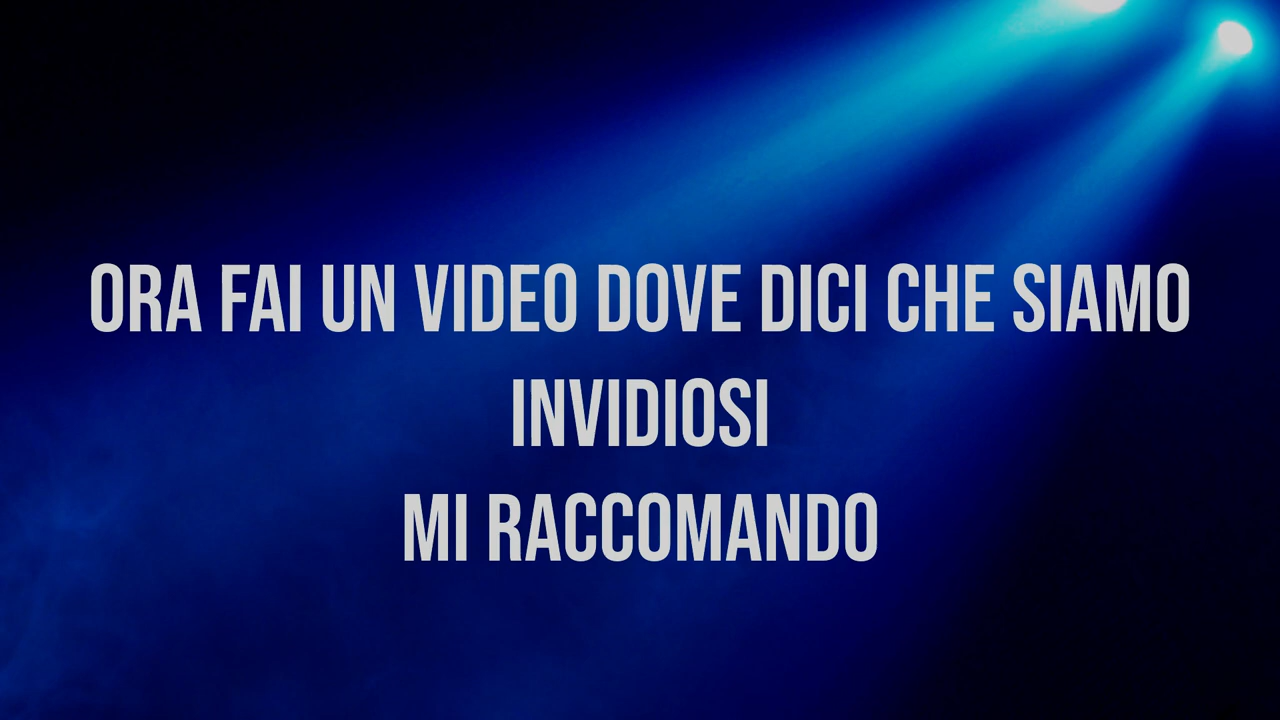 ORA FAI UN VIDEO DOVE DICI CHE SIAMO
INVIDIOSI
MI RACCOMANDO